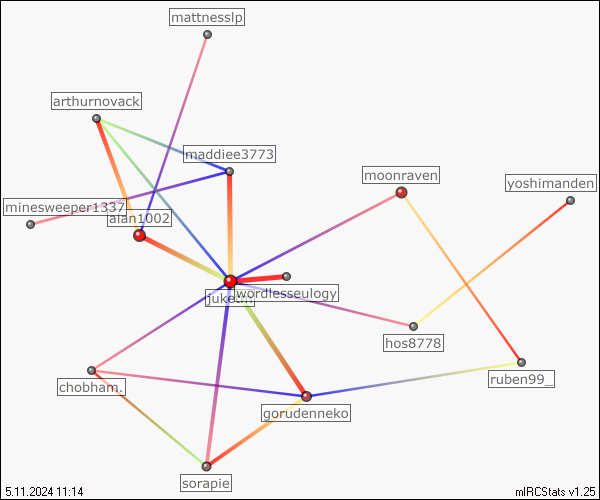 mattnesslp
arthurnovack
maddiee3773
moonraven
yoshimanden
minesweeper1337
alan1002
wordlesseulogy
hos8778
ruben99_
chobham.
gorudenneko
sorapie
5.11.2024 11:14
mIRCStats v1.25